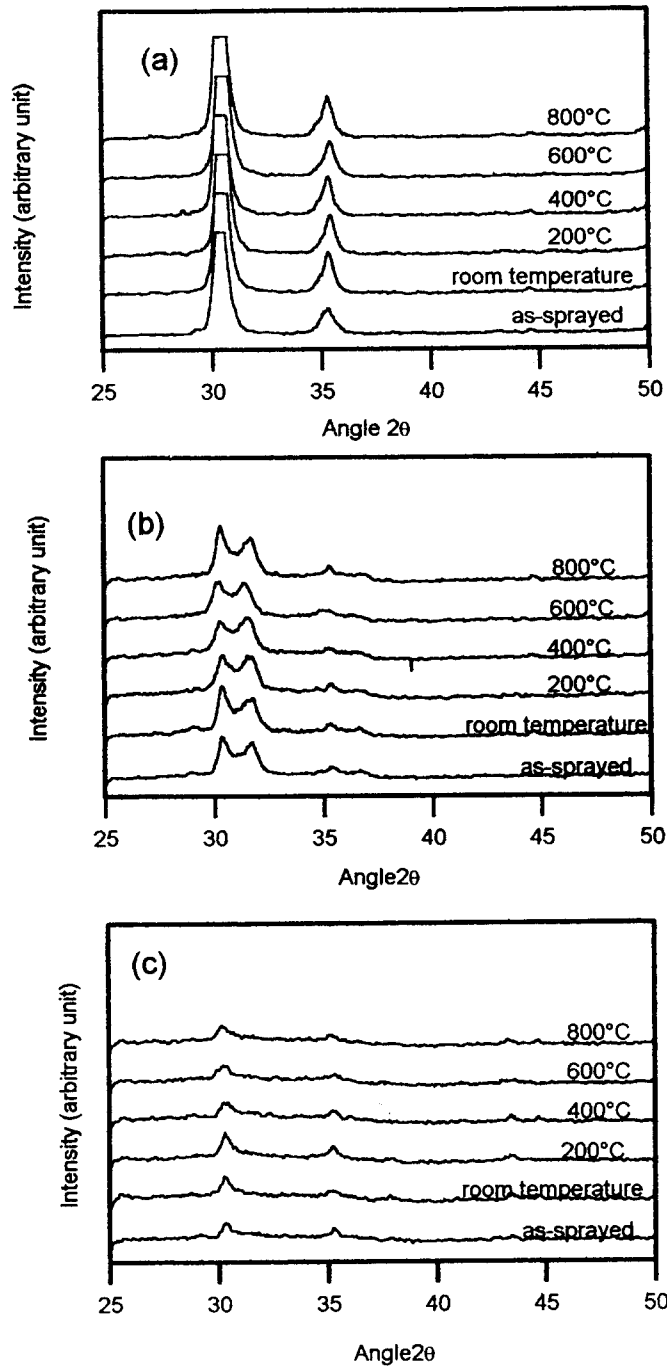 (a)
Intensity (arbitrary unit)
800°C
600°C
400°C
200°C
room temperature
as-sprayed
25 30 35 40 45 50
Angle 2θ
(b)
Intensity (arbitrary unit)
800°C
600°C
400°C
200°C
room temperature
as-sprayed
25 30 35 40 45 50
Angle2θ
(c)
Intensity (arbitrary unit)
800°C
600°C
400°C
200°C
room temperature
as-sprayed
25 30 35 40 45 50
Angle2θ